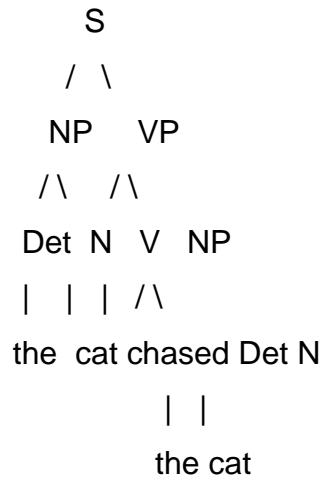 S
/ \
NP VP
/ \ / \
Det N V NP
| | | / \
the cat chased Det N
| |
the cat